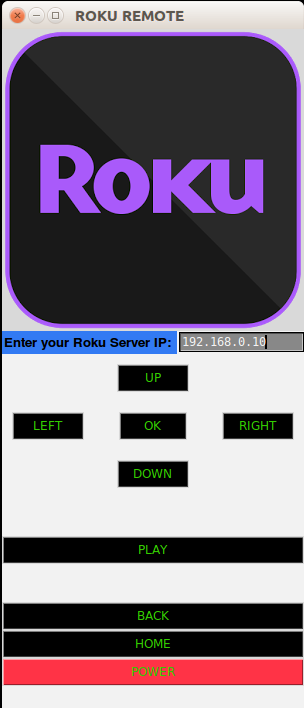 ROKU REMOTE
Roku
Enter your Roku Server IP: 192.168.0.10
UP
LEFT OK RIGHT
DOWN
PLAY
BACK
HOME
POWER